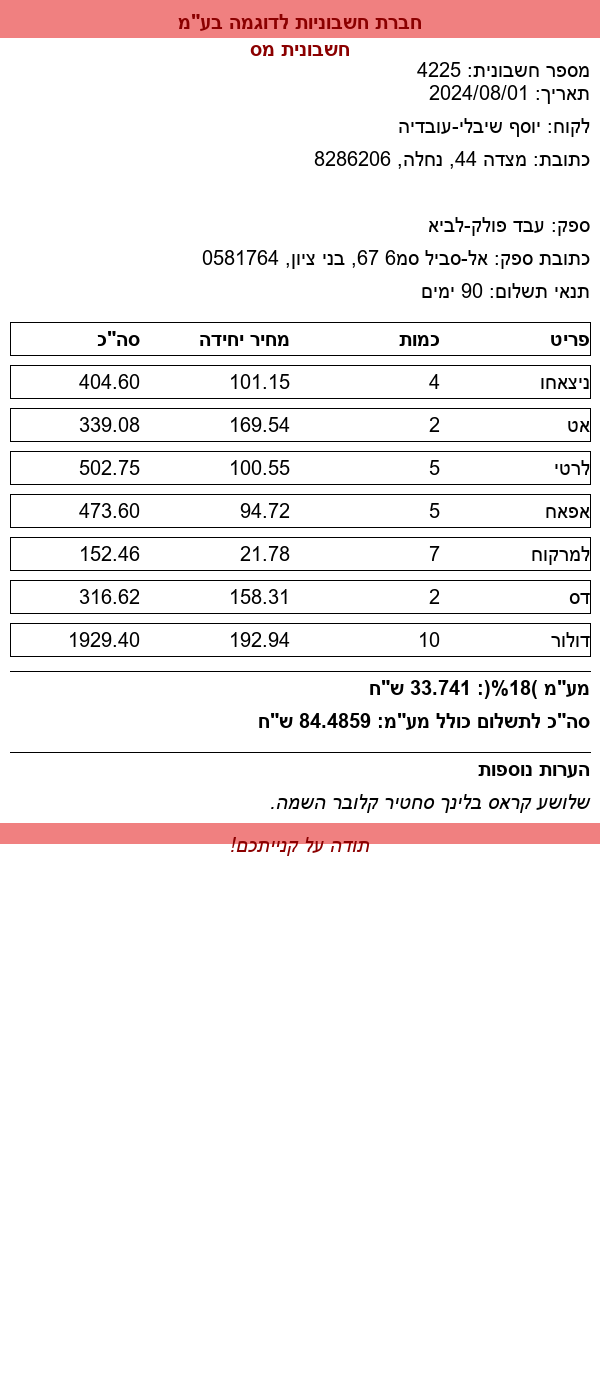 חברת חשבוניות לדוגמה בע"מ
חשבונית מס
מספר חשבונית: 4225
תאריך: 2024/08/01
לקוח: יוסף שיבלי-עובדיה
כתובת: מצדה 44, נחלה, 8286206
ספק: עבד פולק-לביא
כתובת ספק: אל-סביל סמ6 67, בני ציון, 0581764
תנאי תשלום: 90 ימים
פריט כמות מחיר יחידה סה"כ
ניצאחו 4 101.15 404.60
אט 2 169.54 339.08
לרטי 5 100.55 502.75
אפאח 5 94.72 473.60
למרקוח 7 21.78 152.46
דס 2 158.31 316.62
דולור 10 192.94 1929.40
מע"מ )18%(: 33.741 ש"ח
סה"כ לתשלום כולל מע"מ: 84.4859 ש"ח
הערות נוספות
שלושע קראס בלינך סחטיר קלובר השמה.
תודה על קנייתכם!